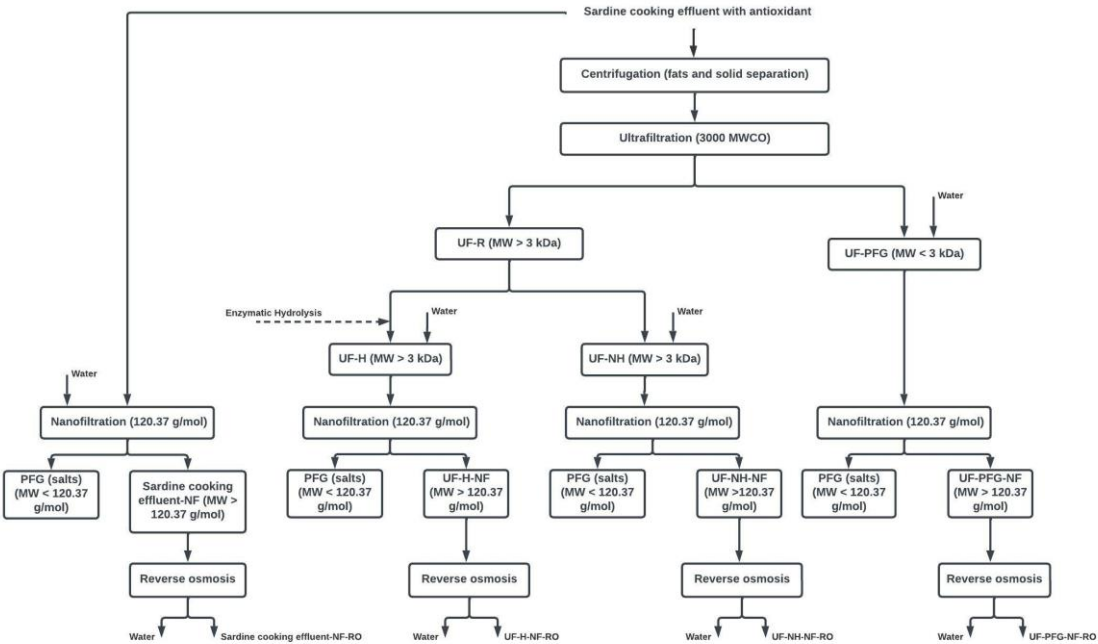 Sardine cooking effluent with antioxidant
Centrifugation (fats and solid separation)
Ultrafiltration (3000 MWCO)
Water
UF-R (MW > 3 kDa)
UF-PFG (MW < 3 kDa)
Enzymatic Hydrolysis
Water
Water
UF-H (MW > 3 kDa)
UF-NH (MW > 3 kDa)
Water
Nanofiltration (120.37 g/mol)
Nanofiltration (120.37 g/mol)
Nanofiltration (120.37 g/mol)
Nanofiltration (120.37 g/mol)
PFG (salts)
(MW < 120.37
g/mol)
Sardine cooking
effluent-NF (MW >
120.37 g/mol)
PFG (salts)
(MW < 120.37
g/mol)
UF-H-NF
(MW > 120.37
g/mol)
PFG (salts)
(MW < 120.37
g/mol)
UF-NH-NF
(MW >120.37
g/mol)
PFG (salts)
(MW < 120.37
g/mol)
UF-PFG-NF
(MW > 120.37
g/mol)
Reverse osmosis
Reverse osmosis
Reverse osmosis
Reverse osmosis
Water
Sardine cooking effluent-NF-RO
Water
UF-H-NF-RO
Water
UF-NH-NF-RO
Water
UF-PFG-NF-RO